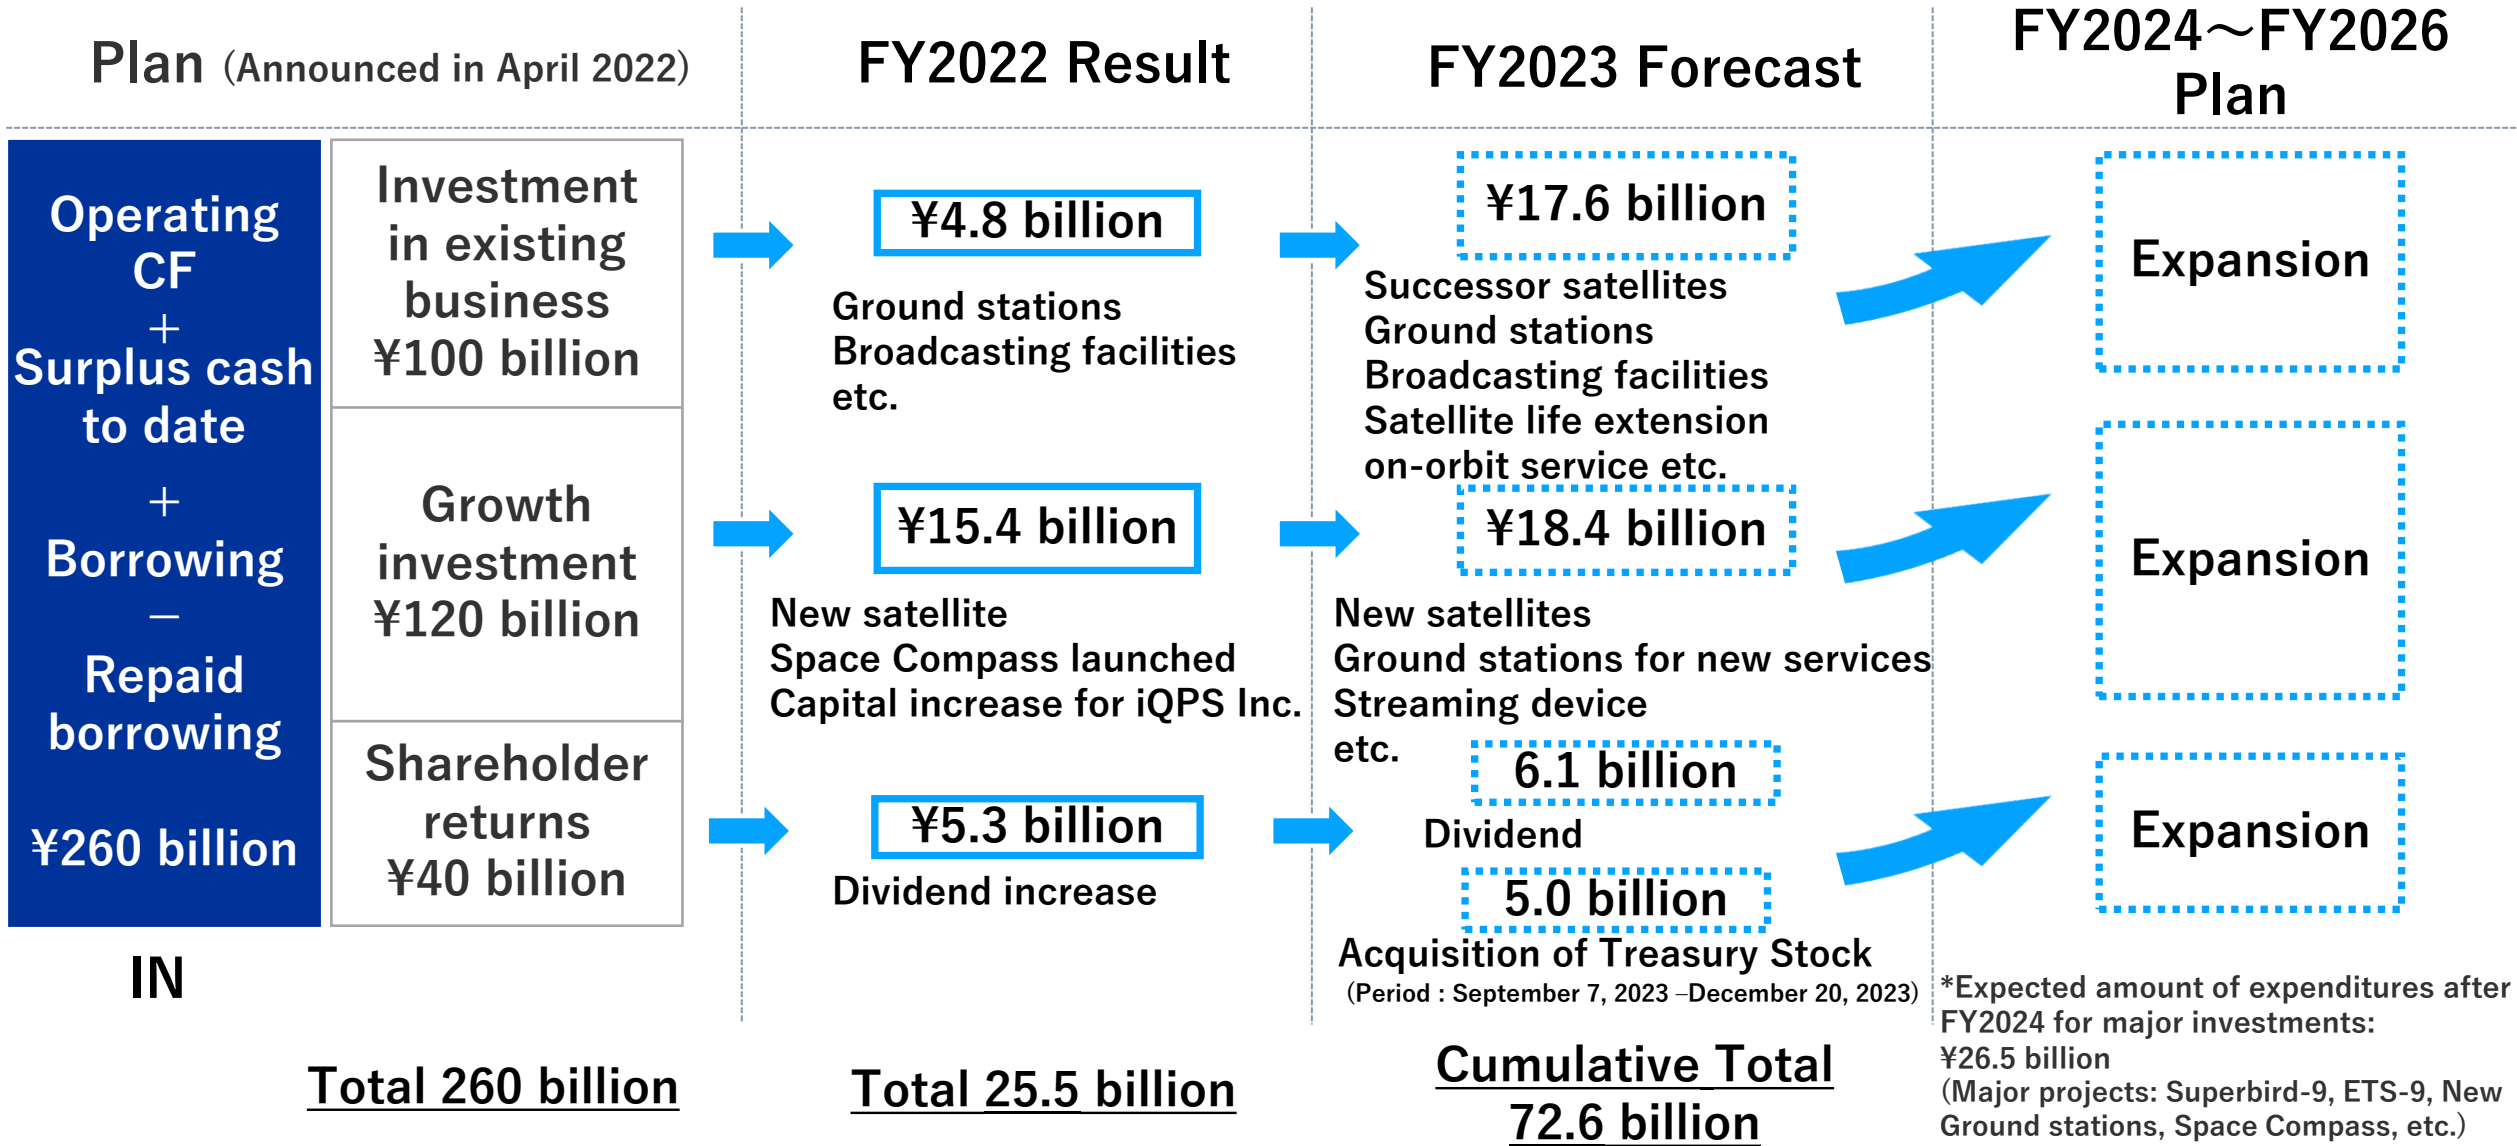 Plan (Announced in April 2022)
FY2022 Result
FY2023 Forecast
FY2024～FY2026
Plan
Operating
CF
+
Surplus cash
to date
+
Borrowing
－
Repaid
borrowing
¥260 billion
IN
Investment
in existing
business
¥100 billion
Growth
investment
¥120 billion
Shareholder
returns
¥40 billion
Total 260 billion
¥4.8 billion
Ground stations
Broadcasting facilities
etc.
¥15.4 billion
New satellite
Space Compass launched
Capital increase for iQPS Inc.
¥5.3 billion
Dividend increase
Total 25.5 billion
¥17.6 billion
Successor satellites
Ground stations
Broadcasting facilities
Satellite life extension
on-orbit service etc.
¥18.4 billion
New satellites
Ground stations for new services
Streaming device
etc.
6.1 billion
Dividend
5.0 billion
Acquisition of Treasury Stock
(Period : September 7, 2023 –December 20, 2023)
Cumulative Total
72.6 billion
Expansion
Expansion
Expansion
*Expected amount of expenditures after
FY2024 for major investments:
¥26.5 billion
(Major projects: Superbird-9, ETS-9, New
Ground stations, Space Compass, etc.)